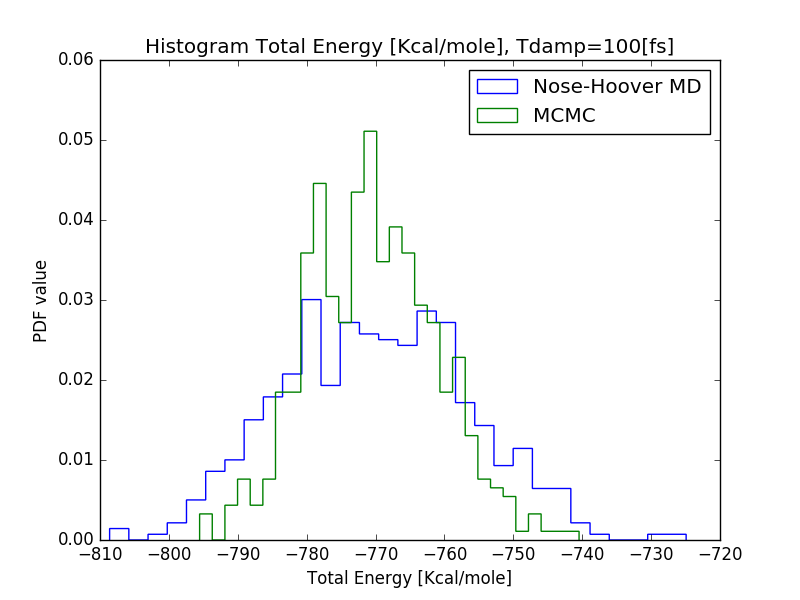 Histogram Total Energy [Kcal/mole], Tdamp=100[fs]
Nose-Hoover MD
MCMC
0.06
0.05
0.04
0.03
0.02
0.01
0.00
PDF value
−810 −800 −790 −780 −770 −760 −750 −740 −730 −720
Total Energy [Kcal/mole]